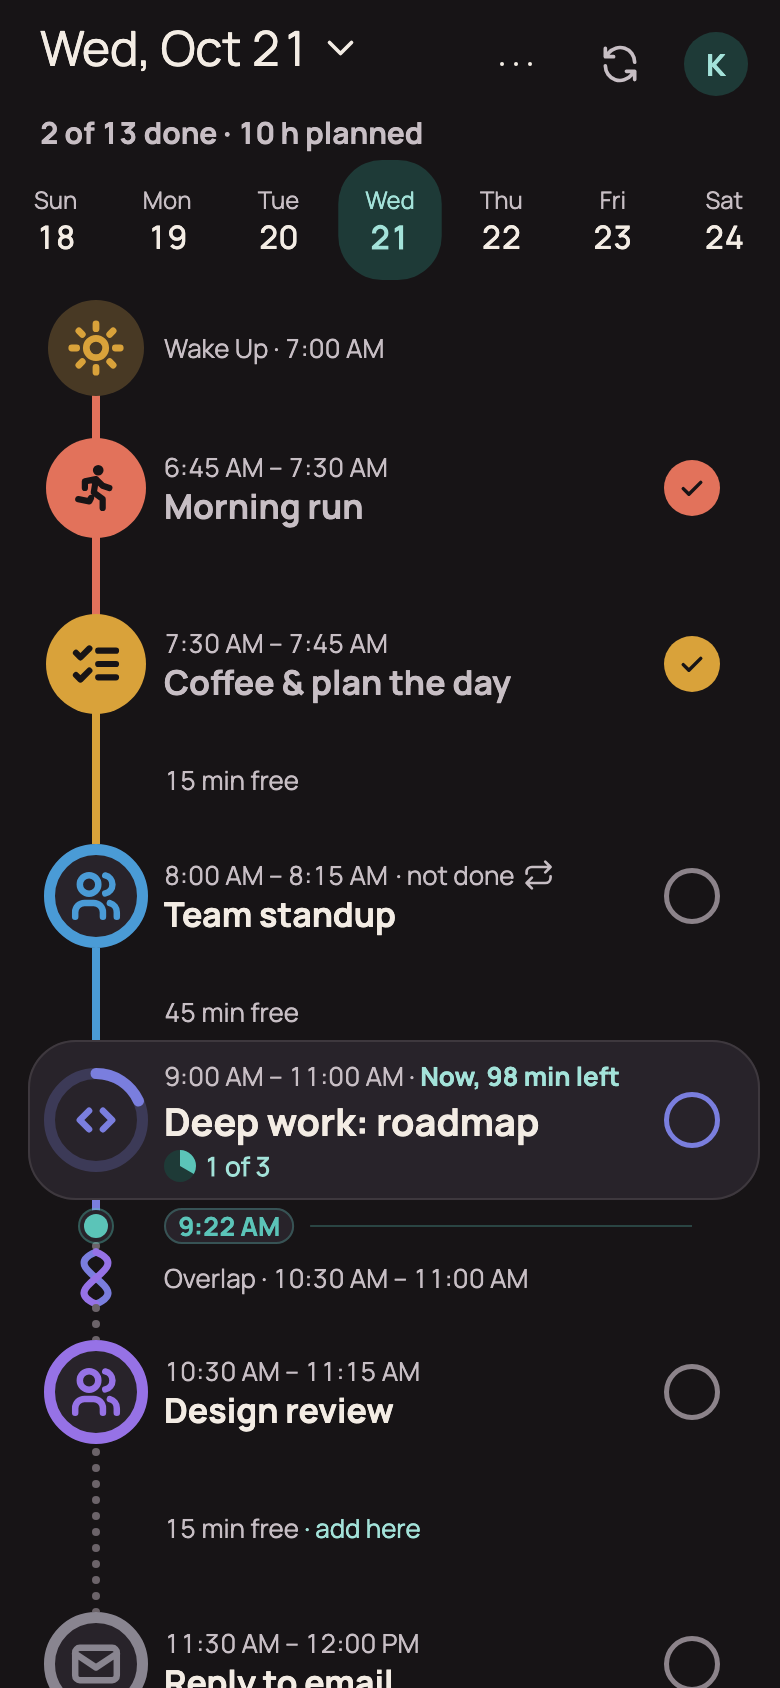 Wed, Oct 21
...
K
2 of 13 done · 10 h planned
Sun Mon Tue Wed Thu Fri Sat
18 19 20 21 22 23 24
Wake Up · 7:00 AM
6:45 AM – 7:30 AM
Morning run
7:30 AM – 7:45 AM
Coffee & plan the day
15 min free
8:00 AM – 8:15 AM · not done
Team standup
45 min free
9:00 AM – 11:00 AM · Now, 98 min left
Deep work: roadmap
1 of 3
9:22 AM
Overlap · 10:30 AM – 11:00 AM
10:30 AM – 11:15 AM
Design review
15 min free · add here
11:30 AM – 12:00 PM
Reply to email